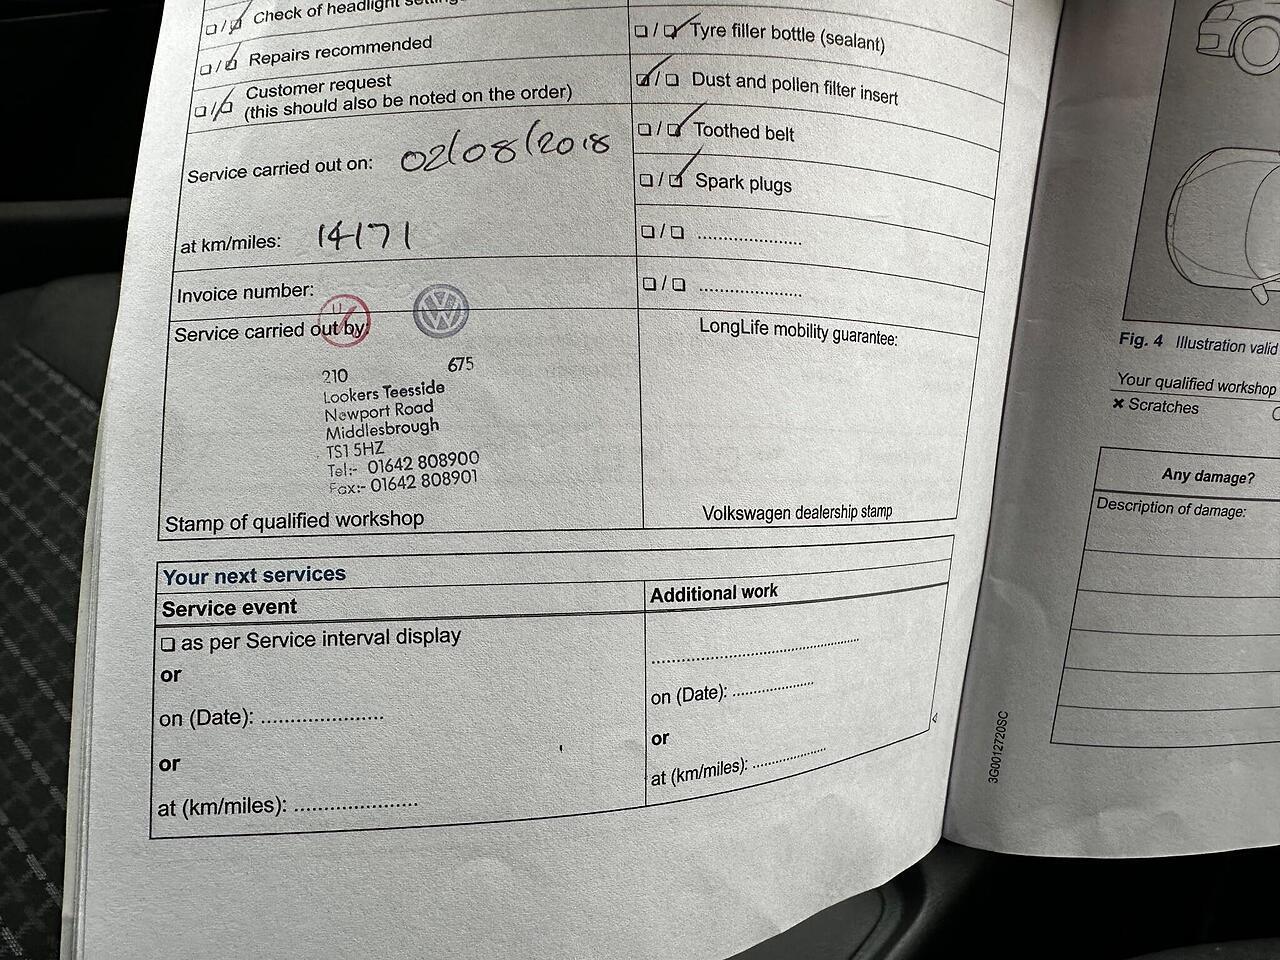 ❏ / ❏ Check of headlight settings
❏ / ❏ Repairs recommended
❏ / ❏ Customer request
(this should also be noted on the order)
Service carried out on: 02/08/2018
at km/miles: 14171
Invoice number:
Service carried out by:
210 675
Lookers Teesside
Newport Road
Middlesbrough
TS1 5HZ
Tel:- 01642 808900
Fax:- 01642 808901
Stamp of qualified workshop
❏ / ❏ Tyre filler bottle (sealant)
❏ / ❏ Dust and pollen filter insert
❏ / ❏ Toothed belt
❏ / ❏ Spark plugs
❏ / ❏ .....................
❏ / ❏ .....................
LongLife mobility guarantee:
Volkswagen dealership stamp
Your next services
Service event
❏ as per Service interval display
or
on (Date): .....................
or
at (km/miles): .....................
Additional work
...................................................
on (Date): ....................
or
at (km/miles): ..................
3G0012720SC
Fig. 4 Illustration valid
Your qualified workshop
✖ Scratches
Any damage?
Description of damage: